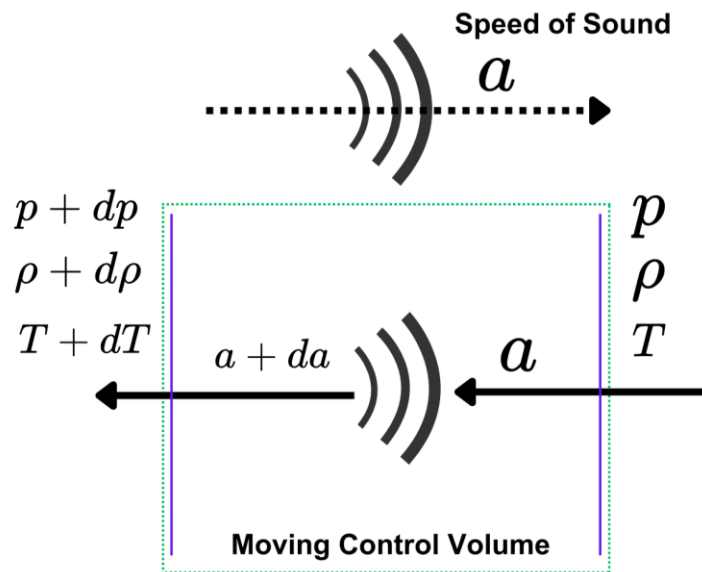 Speed of Sound
a
p + dp
p
ρ + dρ
ρ
T + dT
a + da
a
T
Moving Control Volume